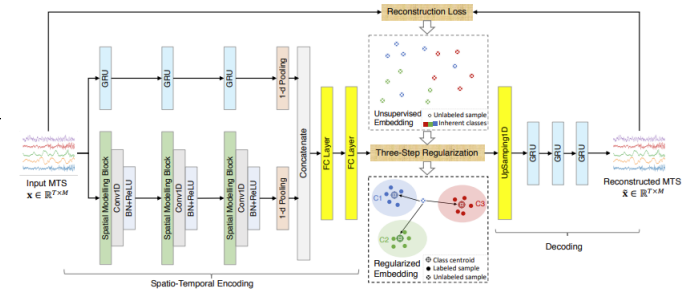 Reconstruction Loss
GRU
GRU
GRU
1-d Pooling
Concatenate
FC Layer
FC Layer
Unsupervised
Embedding
Unlabeled sample
Inherent classes
Three-Step Regularization
UpSamping1D
GRU
GRU
GRU
Input MTS
x ∈ ℝ^{T×M}
Spatial Modelling Block
Conv1D
BN+ReLU
Spatial Modelling Block
Conv1D
BN+ReLU
Spatial Modelling Block
Conv1D
BN+ReLU
1-d Pooling
C1
C3
C2
Regularized
Embedding
Class centroid
Labeled sample
Unlabeled sample
Reconstructed MTS
x̃ ∈ ℝ^{T×M}
Decoding
Spatio-Temporal Encoding